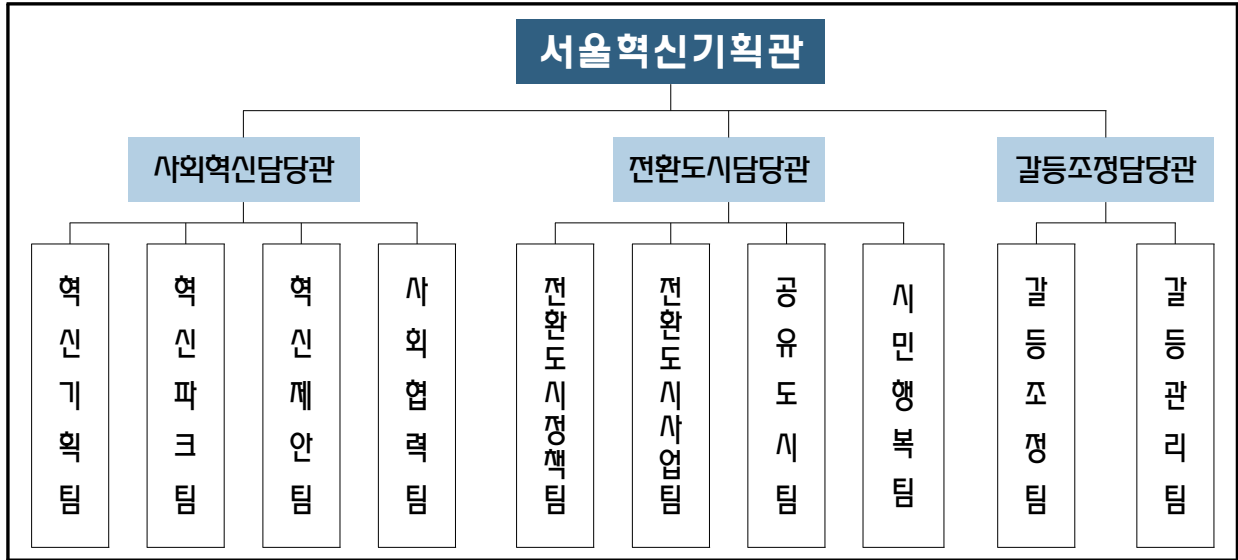 서울혁신기획관
사회혁신담당관
전환도시담당관
갈등조정담당관
혁신기획팀
혁신파크팀
혁신제안팀
사회협력팀
전환도시정책팀
전환도시사업팀
공유도시팀
시민행복팀
갈등조정팀
갈등관리팀